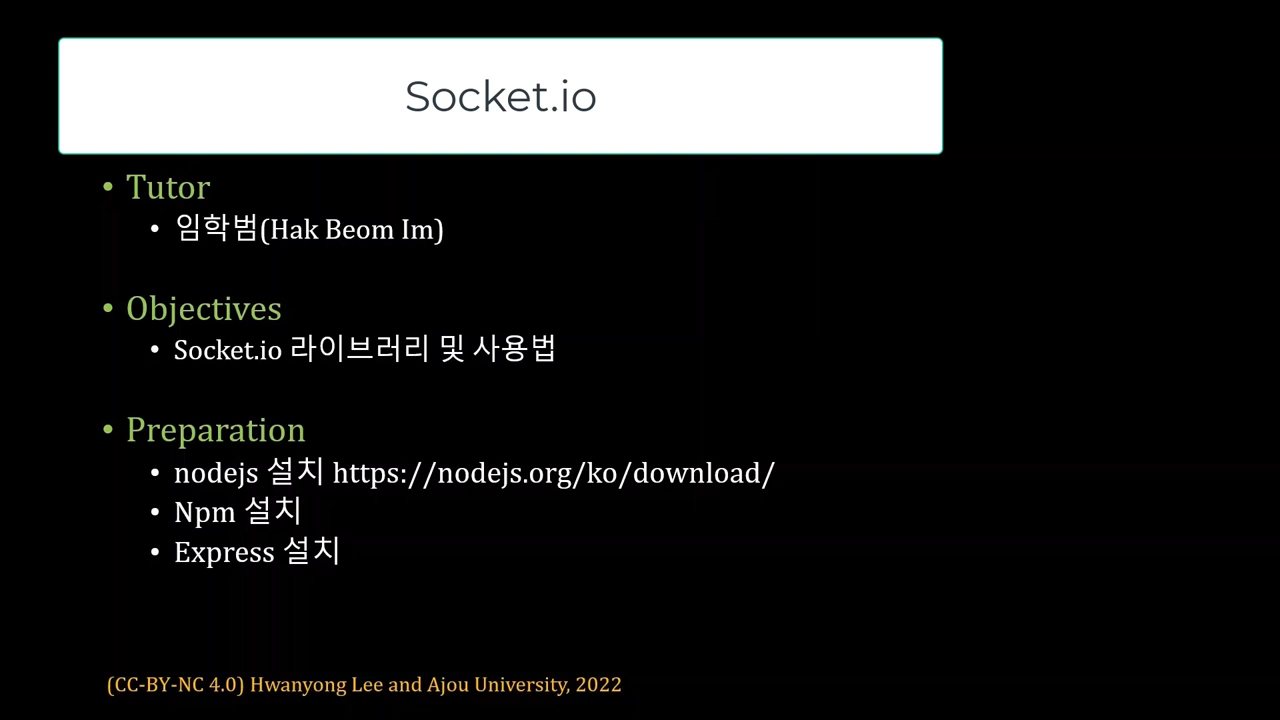 Socket.io
• Tutor
• 임학범(Hak Beom Im)
• Objectives
• Socket.io 라이브러리 및 사용법
• Preparation
• nodejs 설치 https://nodejs.org/ko/download/
• Npm 설치
• Express 설치
(CC-BY-NC 4.0) Hwanyong Lee and Ajou University, 2022